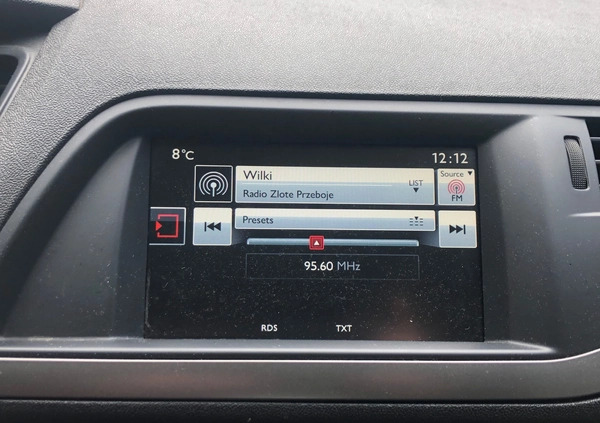 8°C
12:12
Wilki
LIST
Source
Radio Zlote Przeboje
FM
Presets
95.60 MHz
RDS TXT